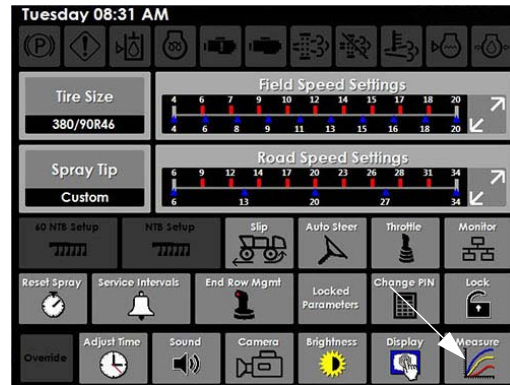 Tuesday 08:31 AM
(P)
Tire Size
380/90R46
Field Speed Settings
4 6 7 9 10 12 14 15 17 18 20
4 6 8 9 11 13 15 16 18 20
Spray Tip
Custom
Road Speed Settings
6 9 12 14 17 20 23 26 28 31 34
6 13 20 27 34
60 NTB Setup NTB Setup Slip Auto Steer Throttle Monitor
Reset Spray Service Intervals End Row Mgmt Locked Parameters Change PIN Lock
Override Adjust Time Sound Camera Brightness Display Measure